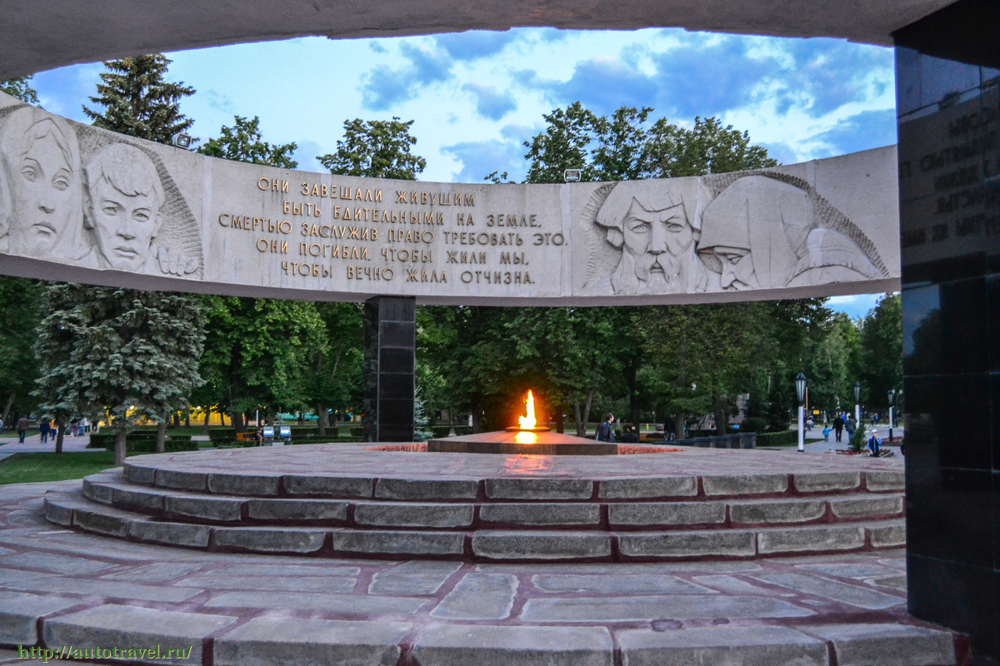 ОНИ ЗАВЕЩАЛИ ЖИВУЩИМ
БЫТЬ БДИТЕЛЬНЫМИ НА ЗЕМЛЕ,
СМЕРТЬЮ ЗАСЛУЖИВ ПРАВО ТРЕБОВАТЬ ЭТО.
ОНИ ПОГИБЛИ, ЧТОБЫ ЖИЛИ МЫ,
ЧТОБЫ ВЕЧНО ЖИЛА ОТЧИЗНА.
http://autotravel.ru/